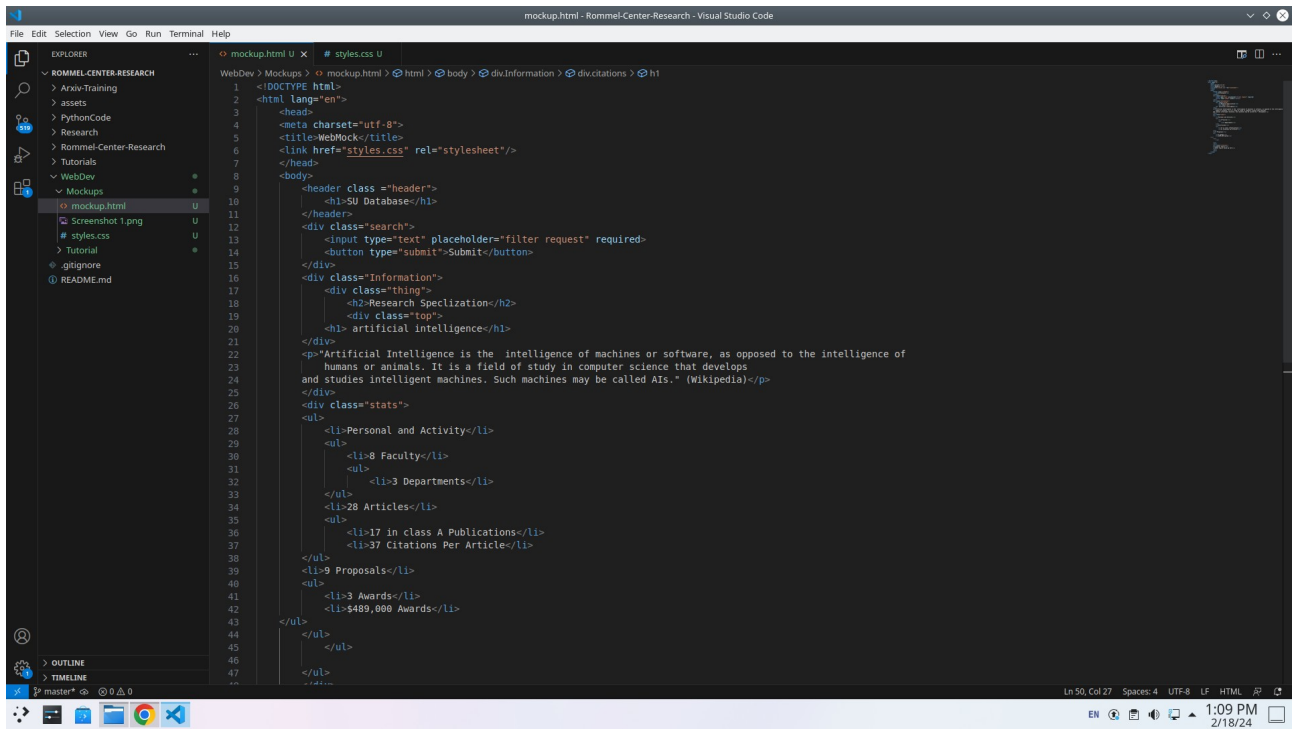 mockup.html - Rommel-Center-Research - Visual Studio Code
File Edit Selection View Go Run Terminal Help
EXPLORER
ROMMEL-CENTER-RESEARCH
Arxiv-Training
assets
PythonCode
Research
Rommel-Center-Research
Tutorials
WebDev
Mockups
mockup.html U
Screenshot 1.png U
# styles.css U
Tutorial
.gitignore
README.md
OUTLINE
TIMELINE
519
1
1
mockup.html U
# styles.css U
WebDev > Mockups > mockup.html > html > body > div.Information > div.citations > h1
1 <!DOCTYPE html>
2 <html lang="en">
3 <head>
4 <meta charset="utf-8">
5 <title>WebMock</title>
6 <link href="styles.css" rel="stylesheet"/>
7 </head>
8 <body>
9 <header class ="header">
10 <h1>SU Database</h1>
11 </header>
12 <div class="search">
13 <input type="text" placeholder="filter request" required>
14 <button type="submit">Submit</button>
15 </div>
16 <div class="Information">
17 <div class="thing">
18 <h2>Research Speclization</h2>
19 <div class="top">
20 <h1> artificial intelligence</h1>
21 </div>
22 <p>"Artificial Intelligence is the  intelligence of machines or software, as opposed to the intelligence of
23 humans or animals. It is a field of study in computer science that develops
24 and studies intelligent machines. Such machines may be called AIs." (Wikipedia)</p>
25 </div>
26 <div class="stats">
27 <ul>
28 <li>Personal and Activity</li>
29 <ul>
30 <li>8 Faculty</li>
31 <ul>
32 <li>3 Departments</li>
33 </ul>
34 <li>28 Articles</li>
35 <ul>
36 <li>17 in class A Publications</li>
37 <li>37 Citations Per Article</li>
38 </ul>
39 <li>9 Proposals</li>
40 <ul>
41 <li>3 Awards</li>
42 <li>$489,000 Awards</li>
43 </ul>
44 </ul>
45 </ul>
46
47 </ul>
master* 0 0
Ln 50, Col 27 Spaces: 4 UTF-8 LF HTML
EN 1:09 PM
2/18/24